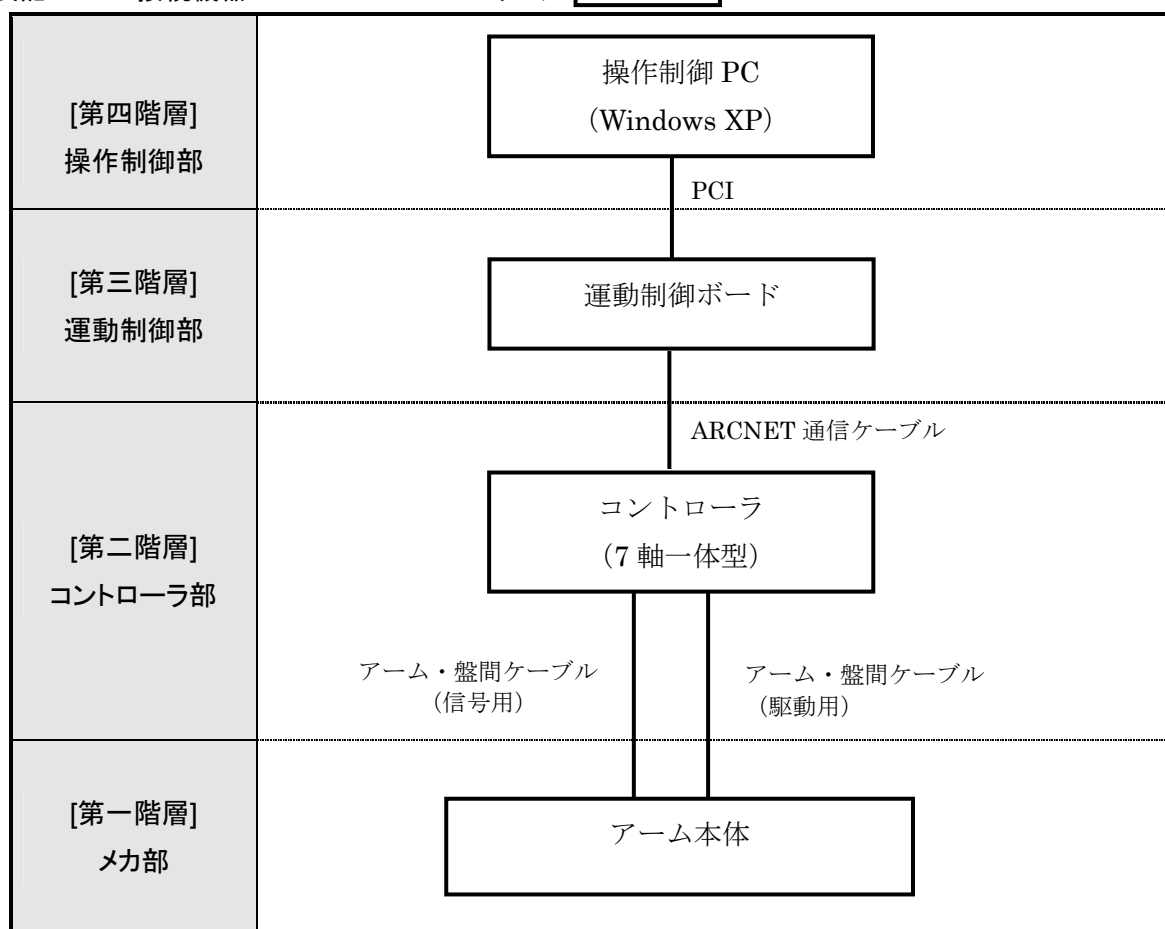 操作制御 PC
（Windows XP）
[第四階層]
操作制御部
PCI
[第三階層]
運動制御部
運動制御ボード
ARCNET 通信ケーブル
コントローラ
（7 軸一体型）
[第二階層]
コントローラ部
アーム・盤間ケーブル
（信号用）
アーム・盤間ケーブル
（駆動用）
[第一階層]
メカ部
アーム本体